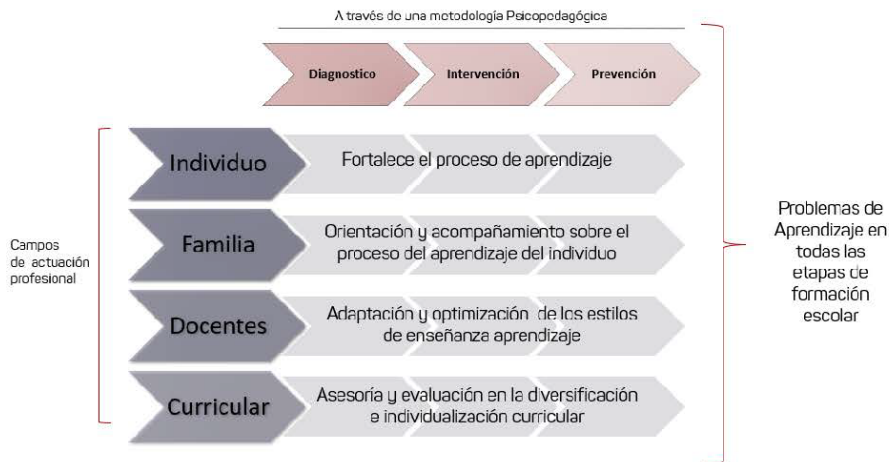 A través de una metodología Psicopedagógica
Diagnostico
Intervención
Prevención
Campos
de actuación
profesional
Individuo
Fortalece el proceso de aprendizaje
Familia
Orientación y acompañamiento sobre el
proceso del aprendizaje del individuo
Docentes
Adaptación y optimización de los estilos
de enseñanza aprendizaje
Curricular
Asesoría y evaluación en la diversificación
e individualización curricular
Problemas de
Aprendizaje en
todas las
etapas de
formación
escolar